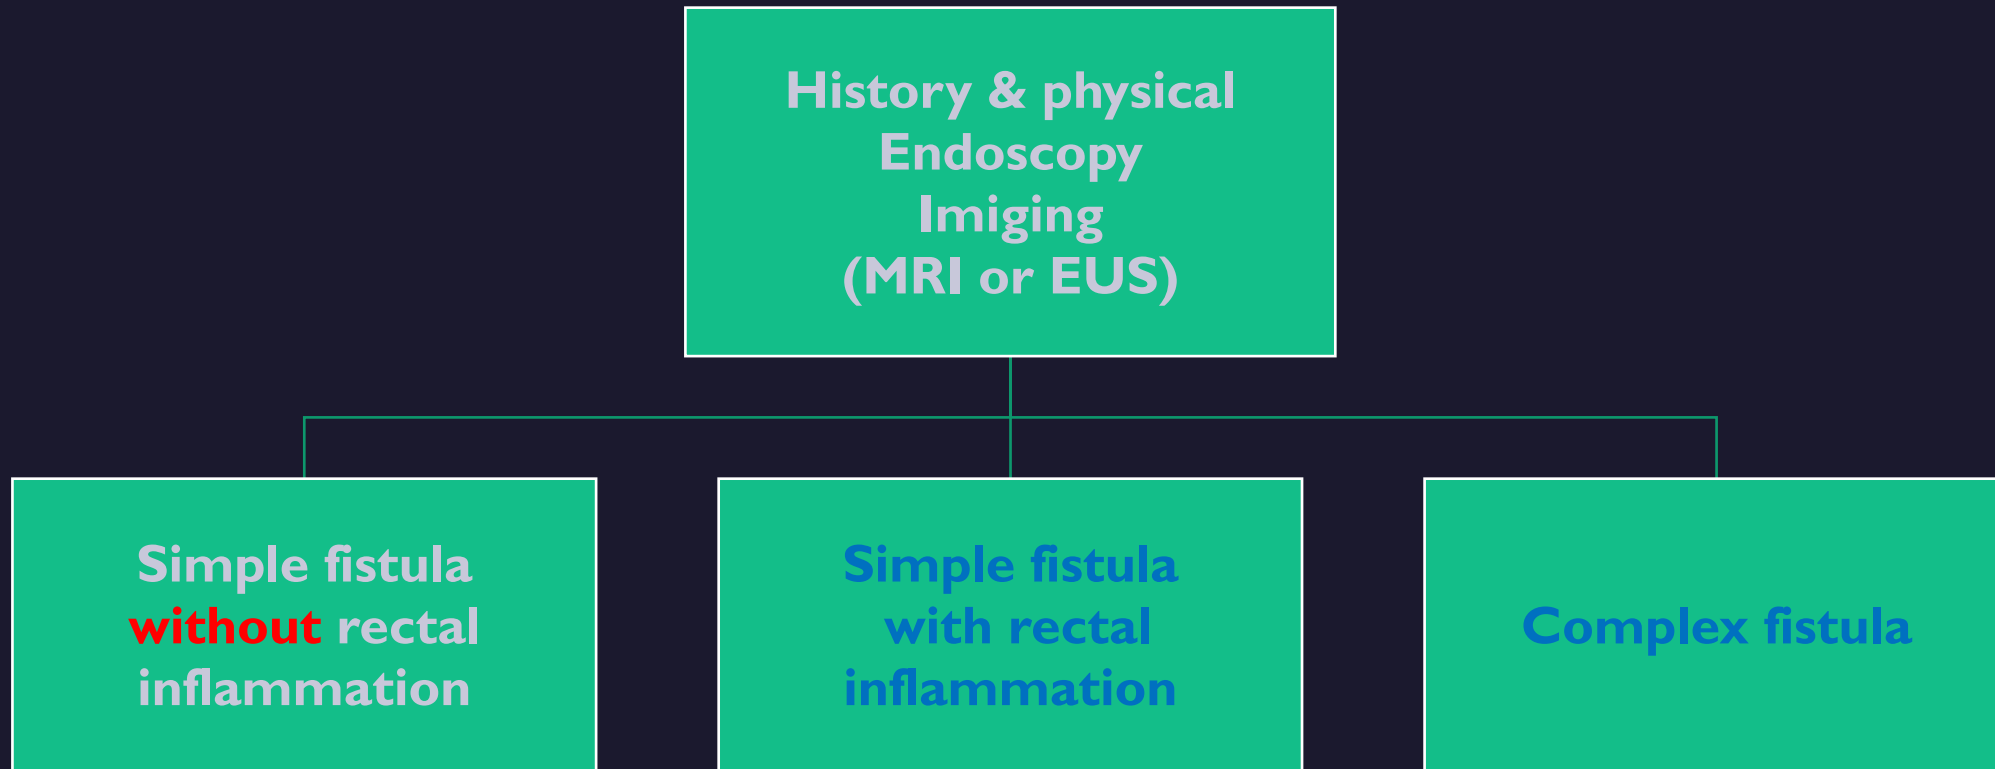 History & physical
Endoscopy
Imiging
(MRI or EUS)
Simple fistula
without rectal
inflammation
Simple fistula
with rectal
inflammation
Complex fistula